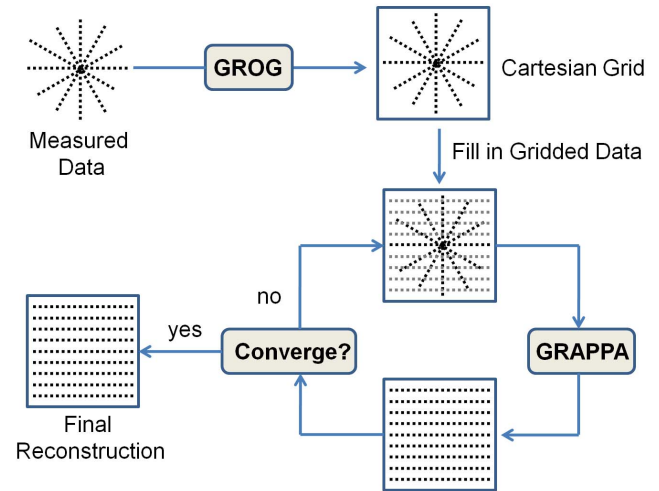 Measured
Data
GROG
Cartesian Grid
Fill in Gridded Data
no
yes
Converge?
GRAPPA
Final
Reconstruction